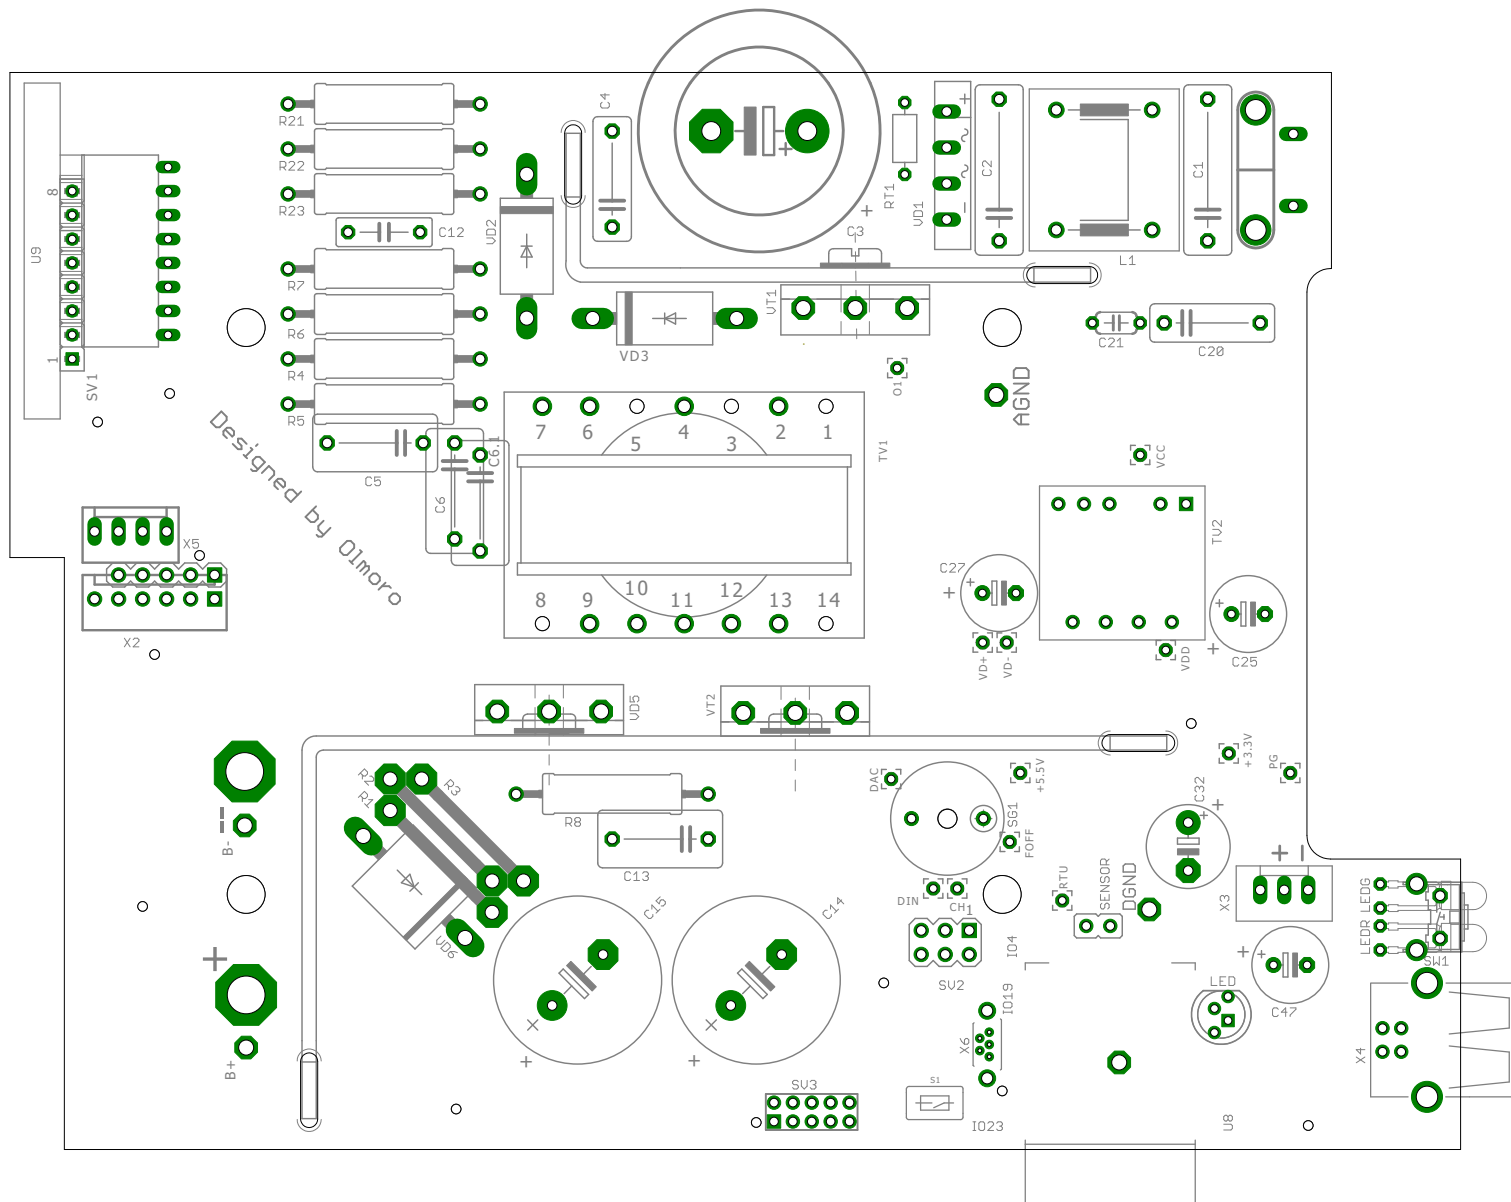 R21
R22
R23
C12
R7
R6
R4
R5
C5
U9
8
1
SV1
VD2
C4
VD3
+
C3
VT1
RT1
VD1
+
~
~
-
C2
L1
C1
C21
C20
O1
AGND
VCC
Designed by Olmoro
C6
C6.1
7
6
5
4
3
2
1
TV1
8
9
10
11
12
13
14
X5
X2
C27
+
+
TV2
VD+
VD-
VDD
C25
+
+
VD5
VT2
R2
R1
R3
R8
C13
VD6
B-
-
+
B+
C15
+
C14
+
DAC
+5.5V
SG1
FOFF
DIN
CH1
SV2
IO4
IO19
X6
S1
IO23
SV3
+3.3V
PG
C32
+
+
RTU
SENSOR
DGND
X3
+ -
LEDG
LEDR
SW1
C47
+
+
LED
X4
U8